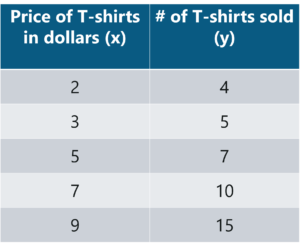 Price of T-shirts # of T-shirts sold
in dollars (x) (y)
2 4
3 5
5 7
7 10
9 15